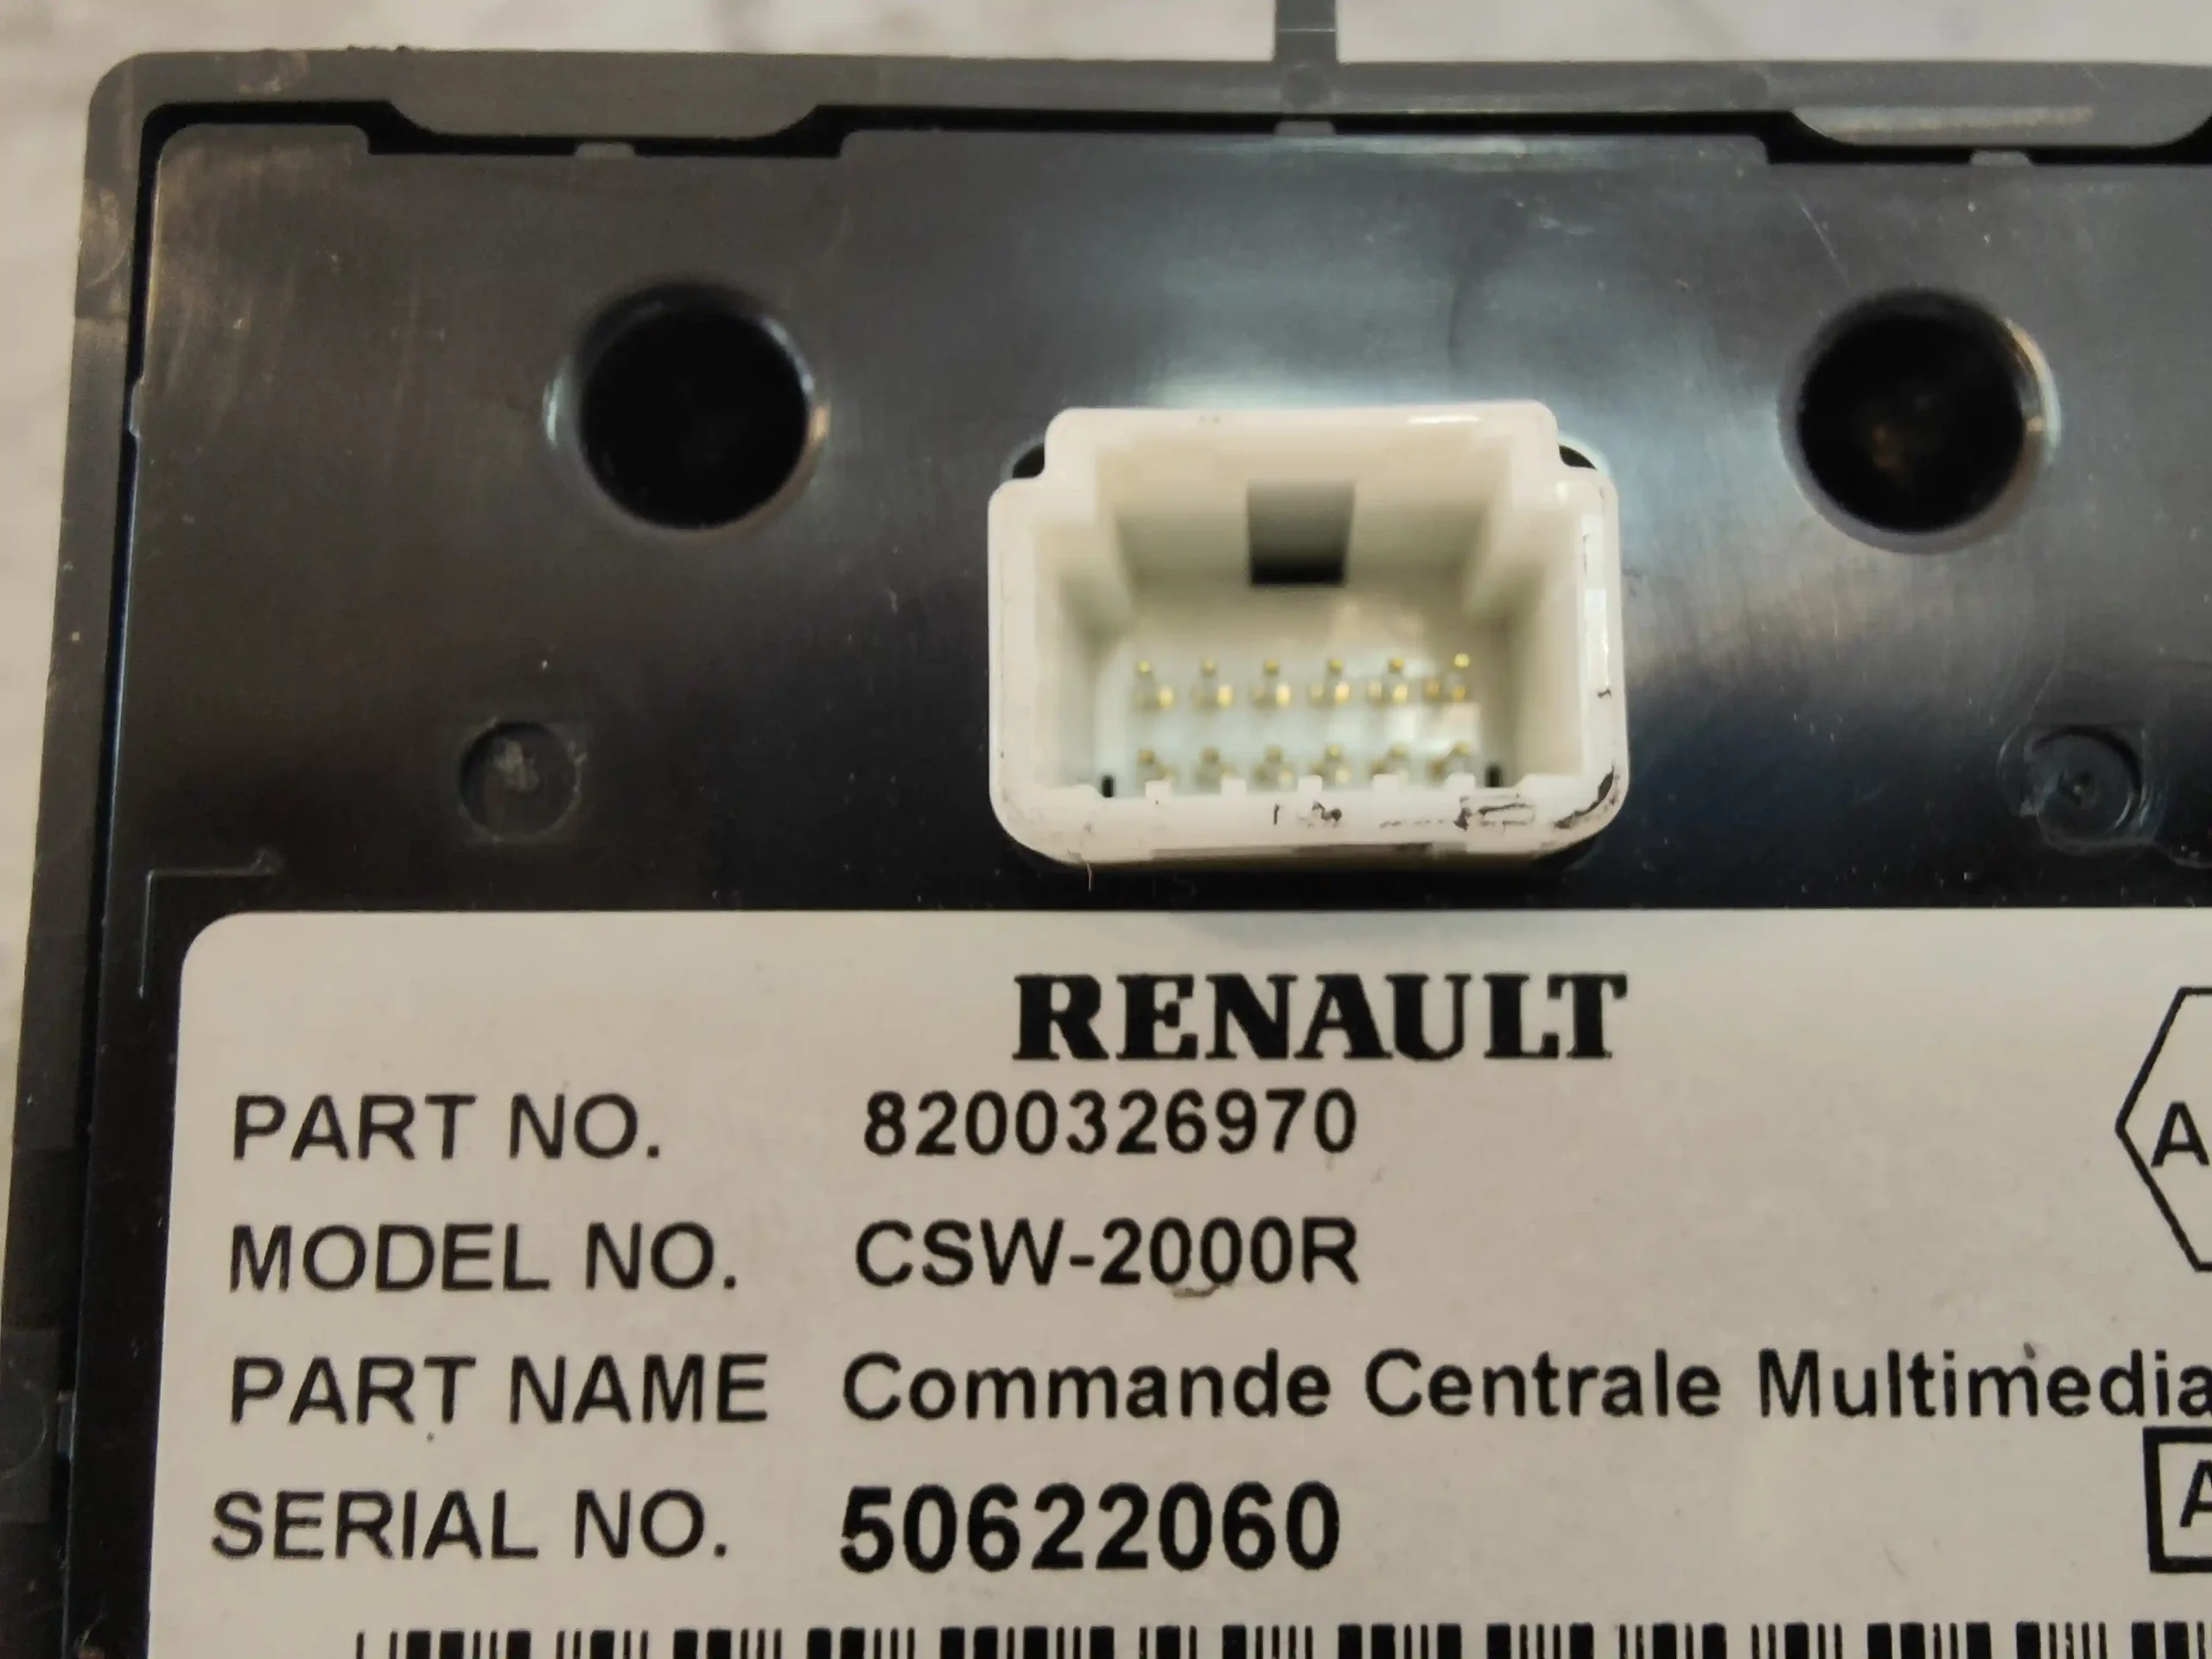 RENAULT
PART NO. 8200326970
A
MODEL NO. CSW-2000R
PART NAME Commande Centrale Multimedia
SERIAL NO. 50622060
A